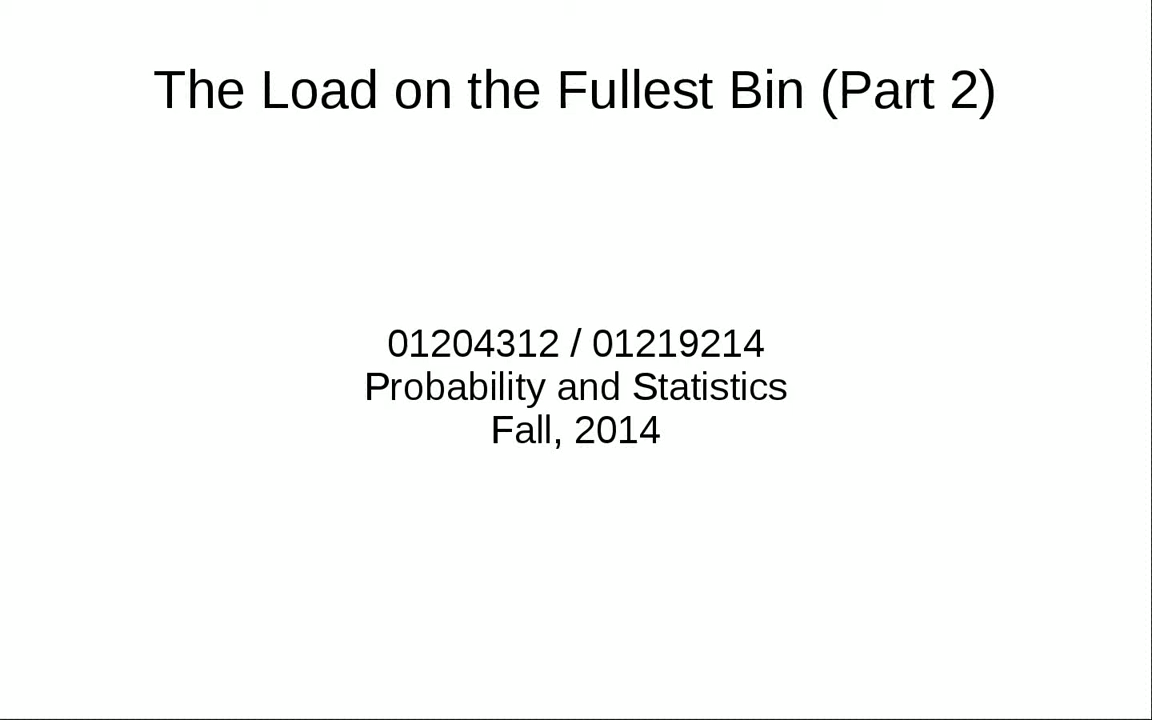 The Load on the Fullest Bin (Part 2)
01204312 / 01219214
Probability and Statistics
Fall, 2014